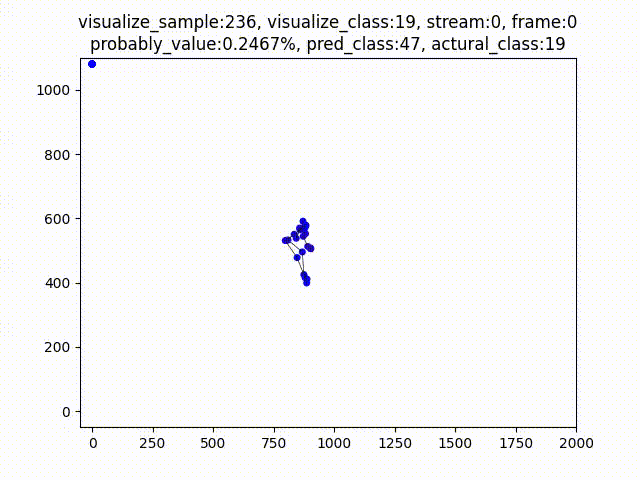 visualize_sample:236, visualize_class:19, stream:0, frame:0
probably_value:0.2467%, pred_class:47, actural_class:19
1000
800
600
400
200
0
0 250 500 750 1000 1250 1500 1750 2000